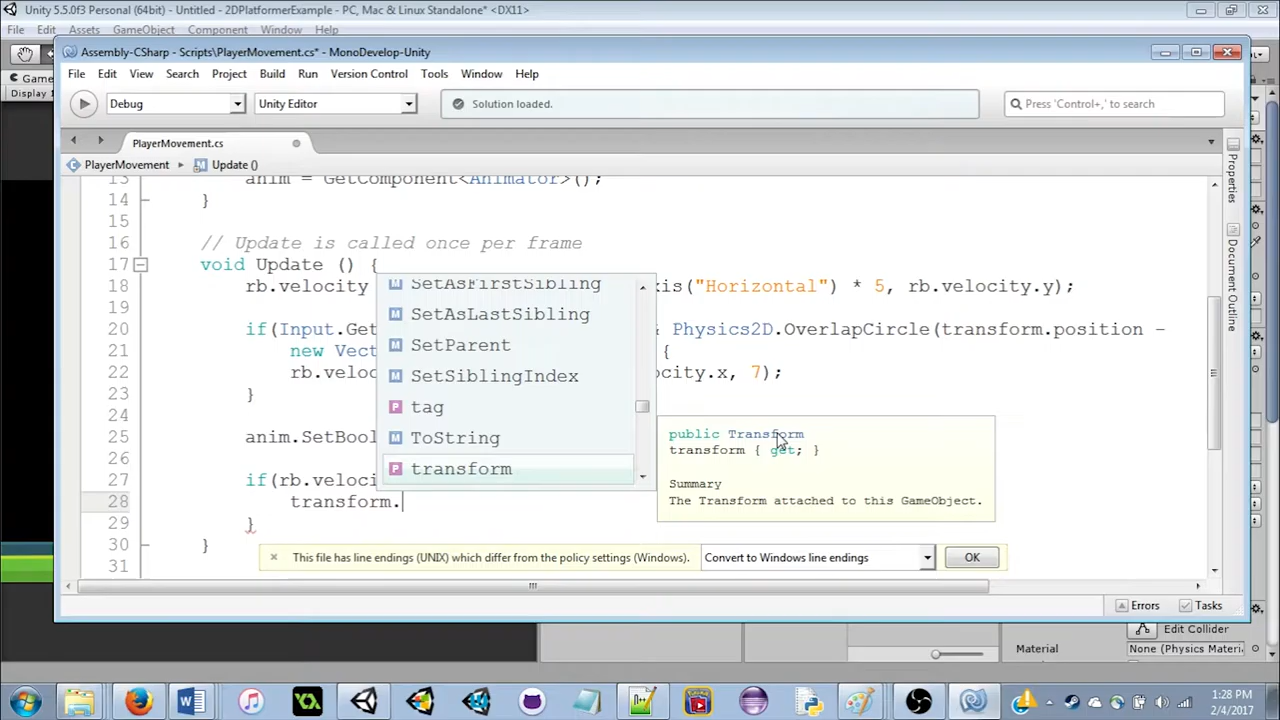 Unity 5.5.0f3 Personal (64bit) - Untitled - 2DPlatformerExample - PC, Mac & Linux Standalone* <DX11>
File Edit Assets GameObject Component Window Help
Game
Display 1
Assembly-CSharp - Scripts\PlayerMovement.cs* - MonoDevelop-Unity
File Edit View Search Project Build Run Version Control Tools Window Help
Debug
Unity Editor
Solution loaded.
Press 'Control+,' to search
PlayerMovement.cs
PlayerMovement
Update ()
13 anim = GetComponent<Animator>();
14 }
15
16 // Update is called once per frame
17 void Update () {
18 rb.velocity xis("Horizontal") * 5, rb.velocity.y);
19
20 if(Input.Get & Physics2D.OverlapCircle(transform.position -
21 new Vect {
22 rb.veloc city.x, 7);
23 }
24
25 anim.SetBool
26
27 if(rb.veloci
28 transform.
29 }
30 }
31
SetAsFirstSibling
SetAsLastSibling
SetParent
SetSiblingIndex
tag
ToString
transform
public Transform
transform { get; }
Summary
The Transform attached to this GameObject.
This file has line endings (UNIX) which differ from the policy settings (Windows).
Convert to Windows line endings
OK
Properties
Document Outline
Errors
Tasks
Edit Collider
Material
None (Physics Materi
1:28 PM
2/4/2017